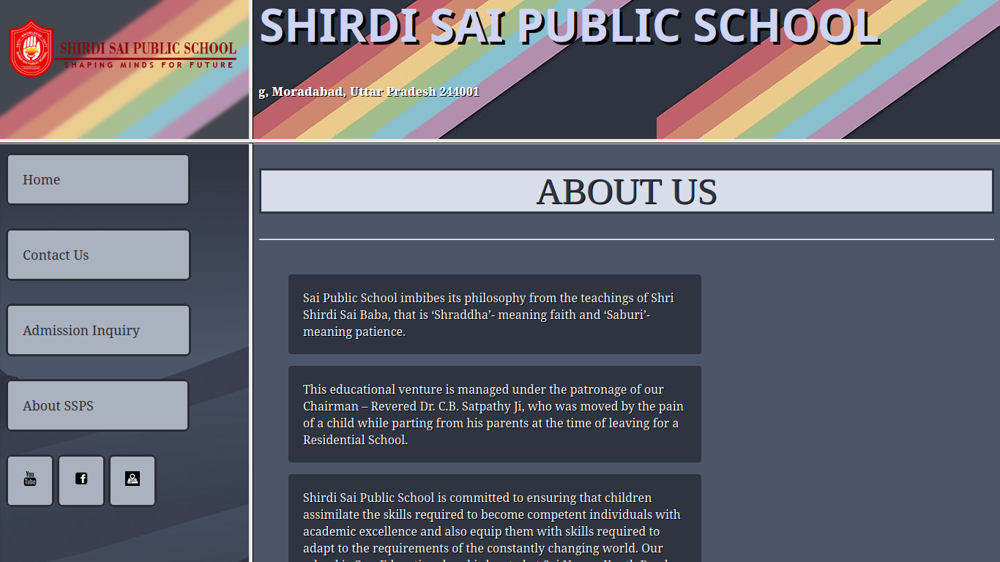 SHIRDI SAI PUBLIC SCHOOL
SHAPING MINDS FOR FUTURE
SHIRDI SAI PUBLIC SCHOOL
g, Moradabad, Uttar Pradesh 244001
Home
Contact Us
Admission Inquiry
About SSPS
You
Tube
ABOUT US
Sai Public School imbibes its philosophy from the teachings of Shri
Shirdi Sai Baba, that is ‘Shraddha’- meaning faith and ‘Saburi’-
meaning patience.
This educational venture is managed under the patronage of our
Chairman – Revered Dr. C.B. Satpathy Ji, who was moved by the pain
of a child while parting from his parents at the time of leaving for a
Residential School.
Shirdi Sai Public School is committed to ensuring that children
assimilate the skills required to become competent individuals with
academic excellence and also equip them with skills required to
adapt to the requirements of the constantly changing world. Our